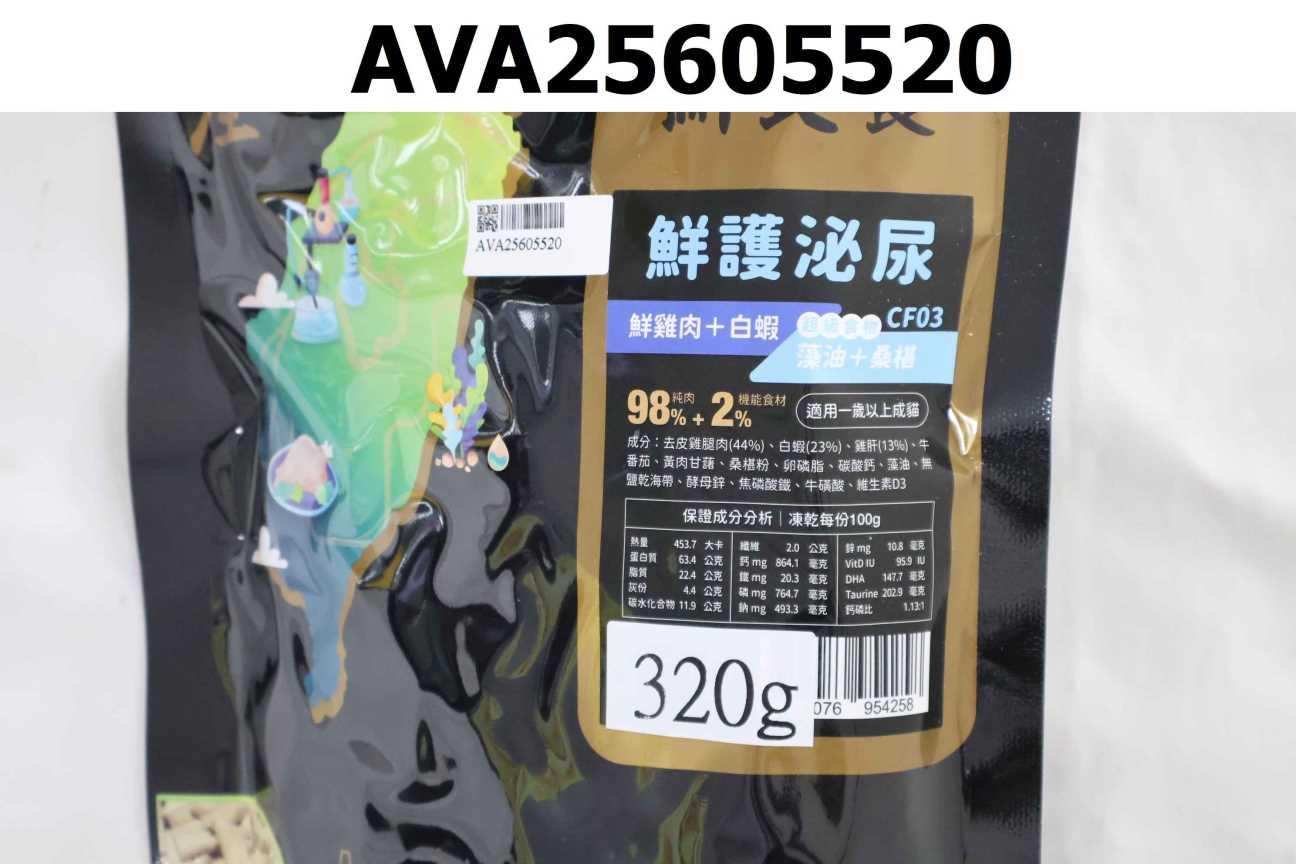 AVA25605520
AVA25605520
鮮護泌尿
鮮雞肉＋白蝦
超級食物
CF03
藻油＋桑椹
98% 純肉 + 2% 機能食材
適用一歲以上成貓
成分：去皮雞腿肉(44%)、白蝦(23%)、雞肝(13%)、牛
番茄、黃肉甘藷、桑椹粉、卵磷脂、碳酸鈣、藻油、無
鹽乾海帶、酵母鋅、焦磷酸鐵、牛磺酸、維生素D3
保證成分分析｜凍乾每份100g
熱量 453.7 大卡 纖維 2.0 公克 鋅 mg 10.8 毫克
蛋白質 63.4 公克 鈣 mg 864.1 毫克 VitD IU 95.9 IU
脂質 22.4 公克 鐵 mg 20.3 毫克 DHA 147.7 毫克
灰份 4.4 公克 磷 mg 764.7 毫克 Taurine 202.9 毫克
碳水化合物 11.9 公克 鈉 mg 493.3 毫克 鈣磷比 1.13:1
320g
076 954258